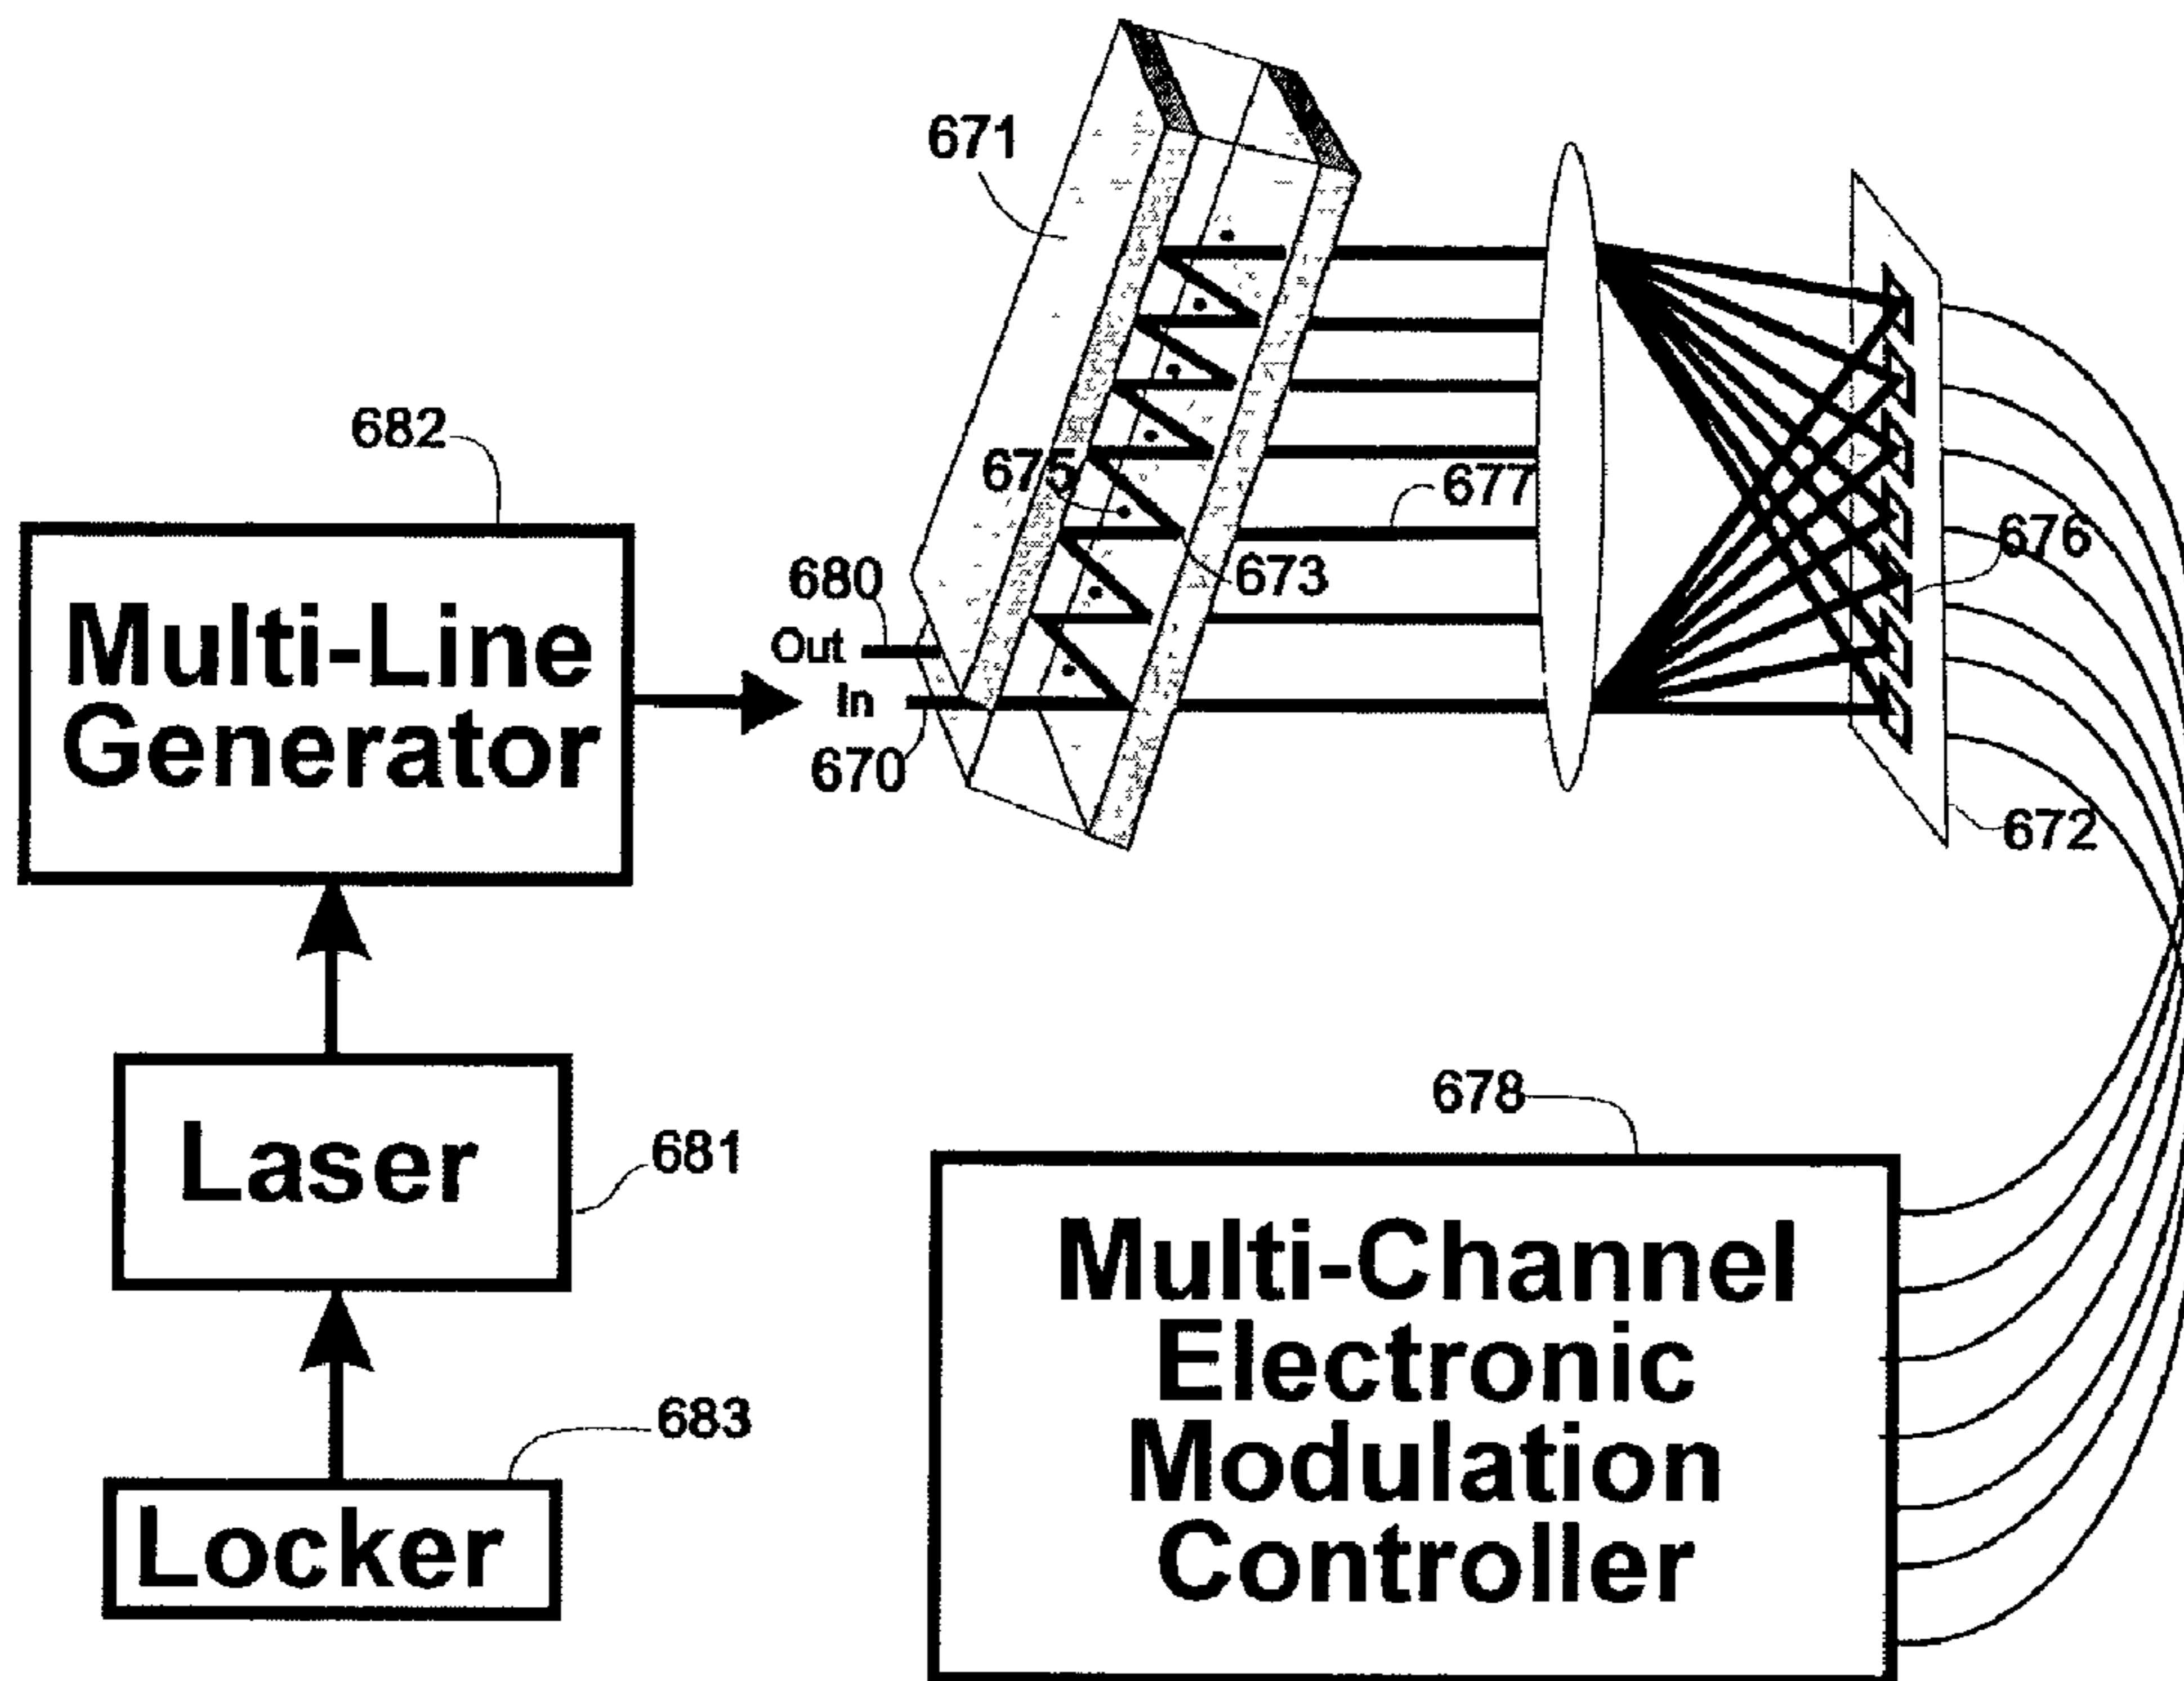 671
682
675
677
680
673
676
Multi-Line
Generator
Out
In
670
672
678
Laser
681
Multi-Channel
Electronic
Modulation
Controller
683
Locker